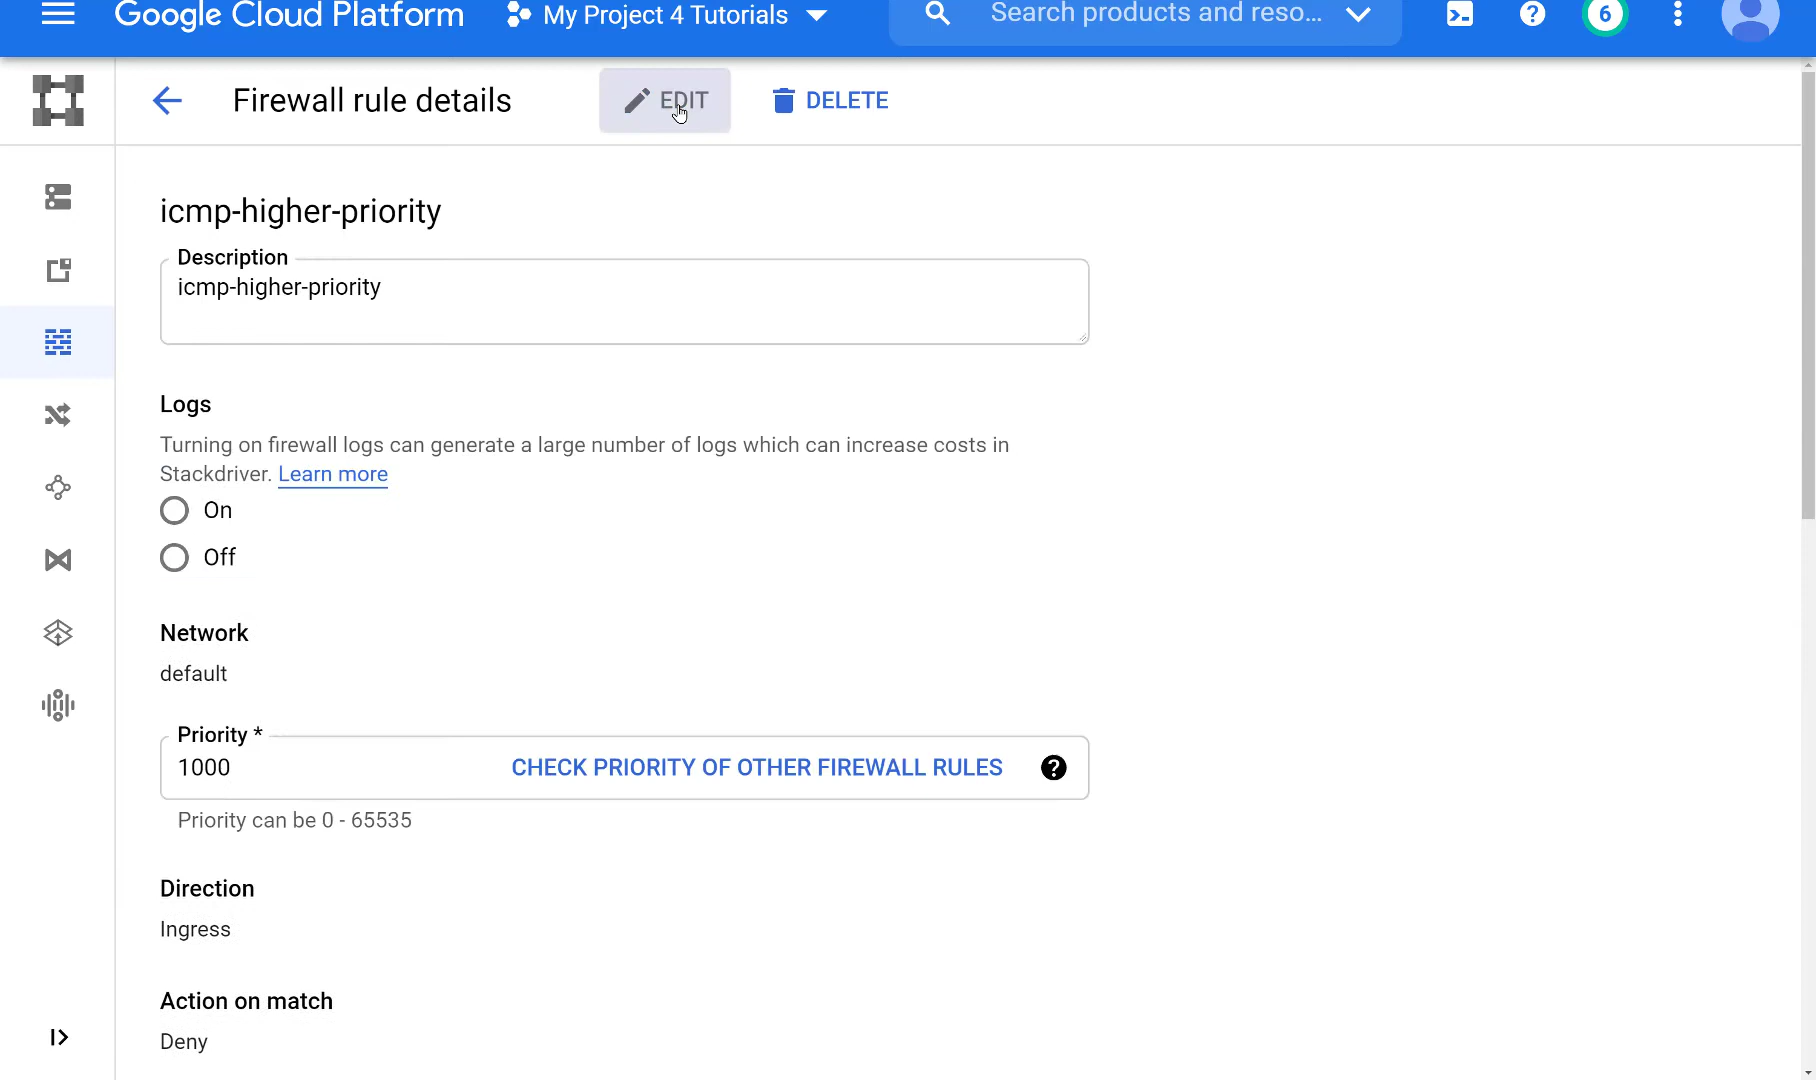 Google Cloud Platform
My Project 4 Tutorials
Search products and reso...
6
Firewall rule details
EDIT
DELETE
icmp-higher-priority
Description
icmp-higher-priority
Logs
Turning on firewall logs can generate a large number of logs which can increase costs in
Stackdriver. Learn more
On
Off
Network
default
Priority *
1000
CHECK PRIORITY OF OTHER FIREWALL RULES
Priority can be 0 - 65535
Direction
Ingress
Action on match
Deny